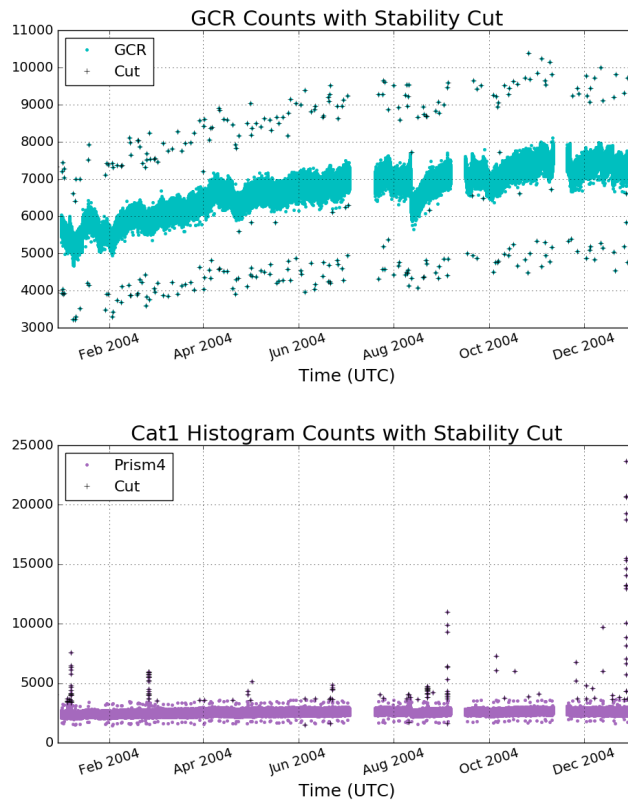 GCR Counts with Stability Cut
11000
10000
9000
8000
7000
6000
5000
4000
3000
GCR
Cut
Feb 2004 Apr 2004 Jun 2004 Aug 2004 Oct 2004 Dec 2004
Time (UTC)
Cat1 Histogram Counts with Stability Cut
25000
20000
15000
10000
5000
0
Prism4
Cut
Feb 2004 Apr 2004 Jun 2004 Aug 2004 Oct 2004 Dec 2004
Time (UTC)